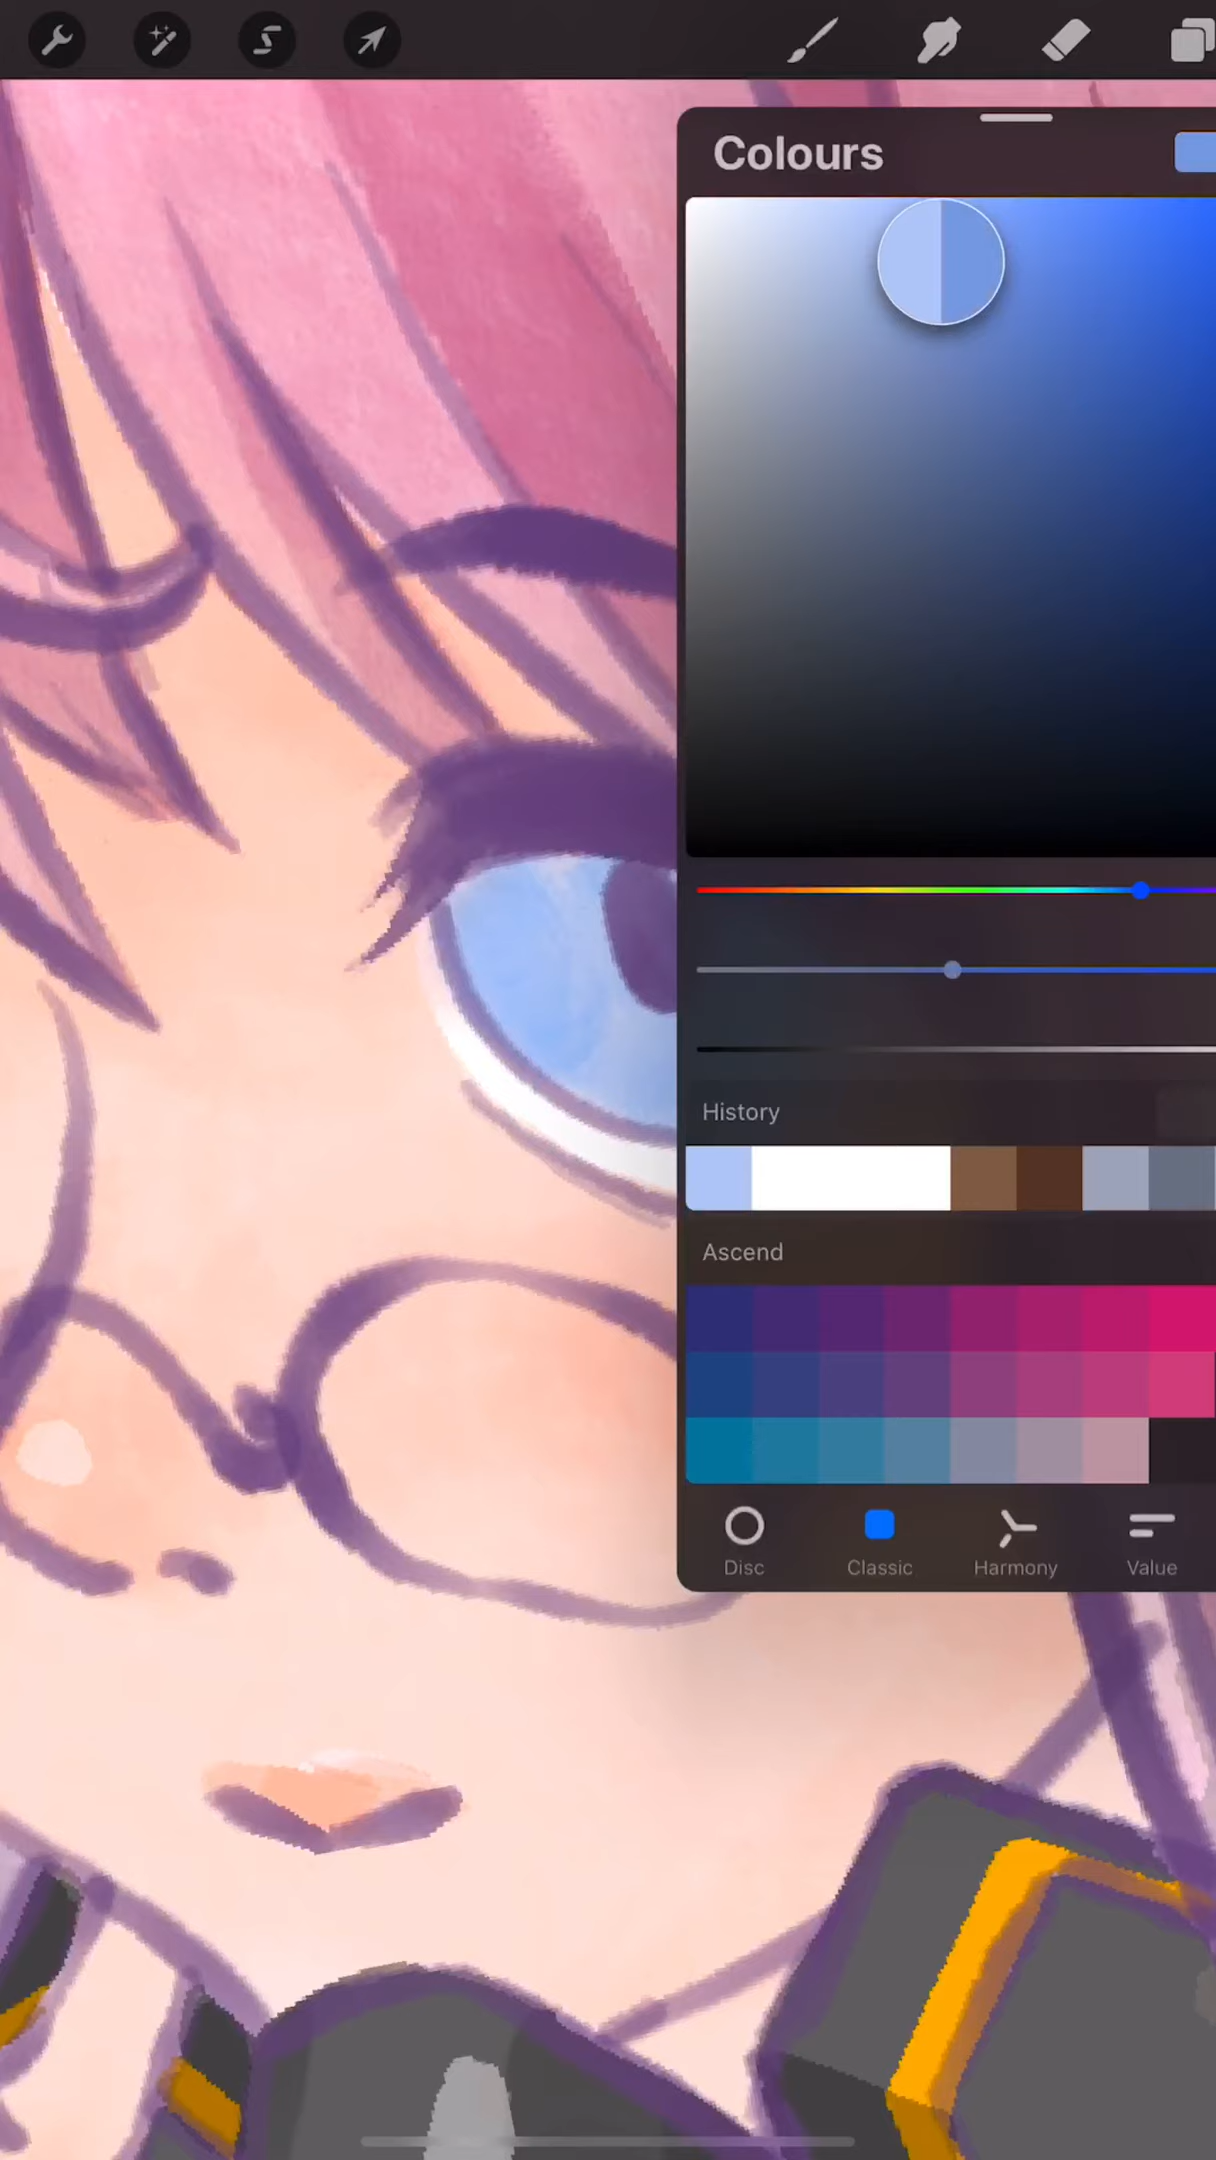 Colours
History
Ascend
Disc
Classic
Harmony
Value